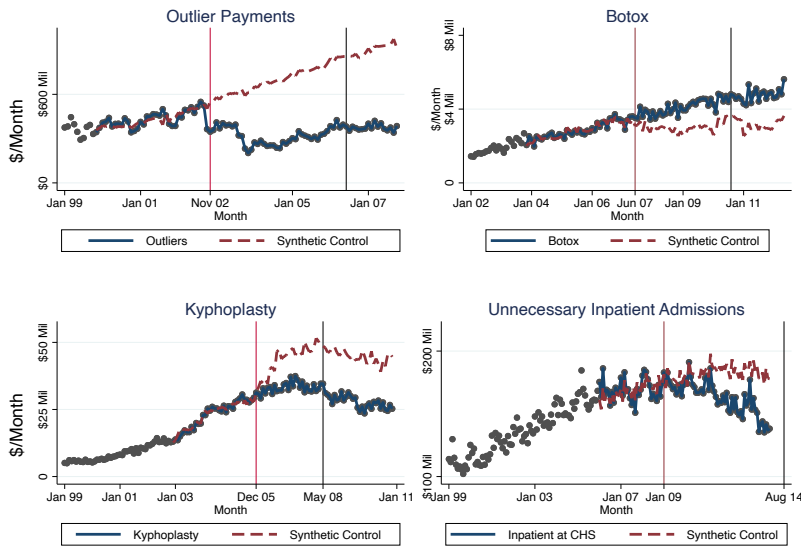 Outlier Payments
$/Month
$600 Mil
$0
Jan 99 Jan 01 Nov 02 Jan 05 Jan 07
Month
Outliers Synthetic Control
Botox
$/Month
$8 Mil
$4 Mil
0
Jan 02 Jan 04 Jan 06 Jun 07 Jan 09 Jan 11
Month
Botox Synthetic Control
Kyphoplasty
$/Month
$50 Mil
$25 Mil
0
Jan 99 Jan 01 Jan 03 Dec 05 May 08 Jan 11
Month
Kyphoplasty Synthetic Control
Unnecessary Inpatient Admissions
$200 Mil
$100 Mil
Jan 99 Jan 03 Jan 07 Jan 09 Aug 14
Month
Inpatient at CHS Synthetic Control